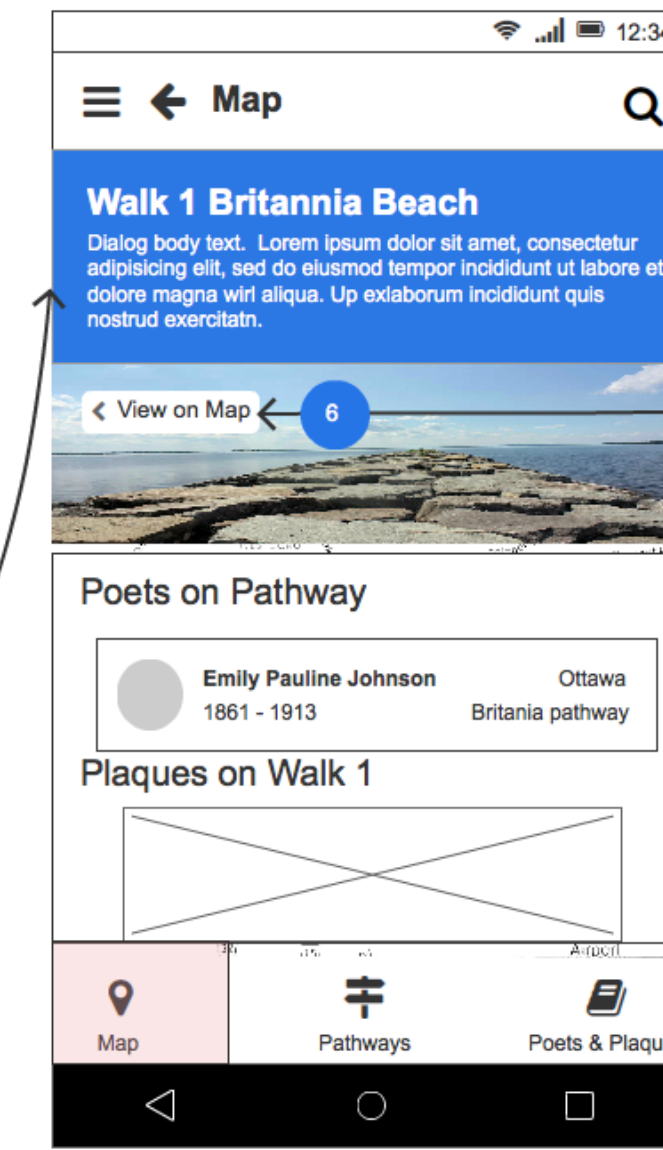 12:34
Map
Walk 1 Britannia Beach
Dialog body text. Lorem ipsum dolor sit amet, consectetur
adipisicing elit, sed do eiusmod tempor incididunt ut labore et
dolore magna wirl aliqua. Up exlaborum incididunt quis
nostrud exercitatn.
View on Map
6
Poets on Pathway
Emily Pauline Johnson Ottawa
1861 - 1913 Britania pathway
Plaques on Walk 1
Airport
Map Pathways Poets & Plaqu